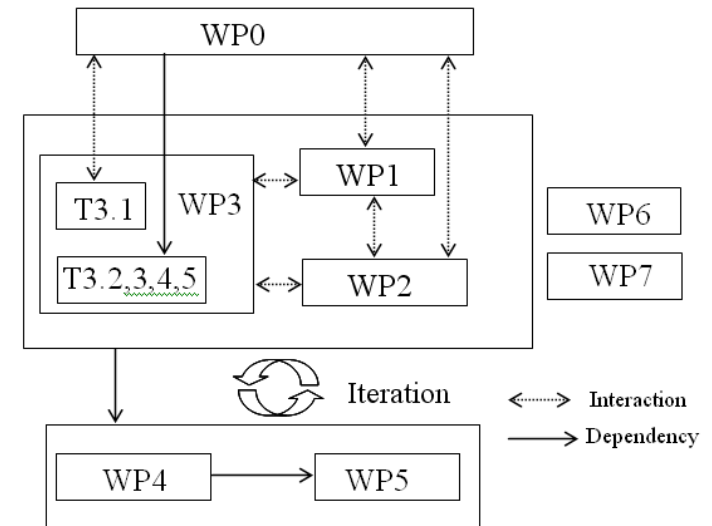 WP0
WP1
T3.1
WP3
WP6
T3.2,3,4,5
WP2
WP7
Iteration
Interaction
Dependency
WP4
WP5